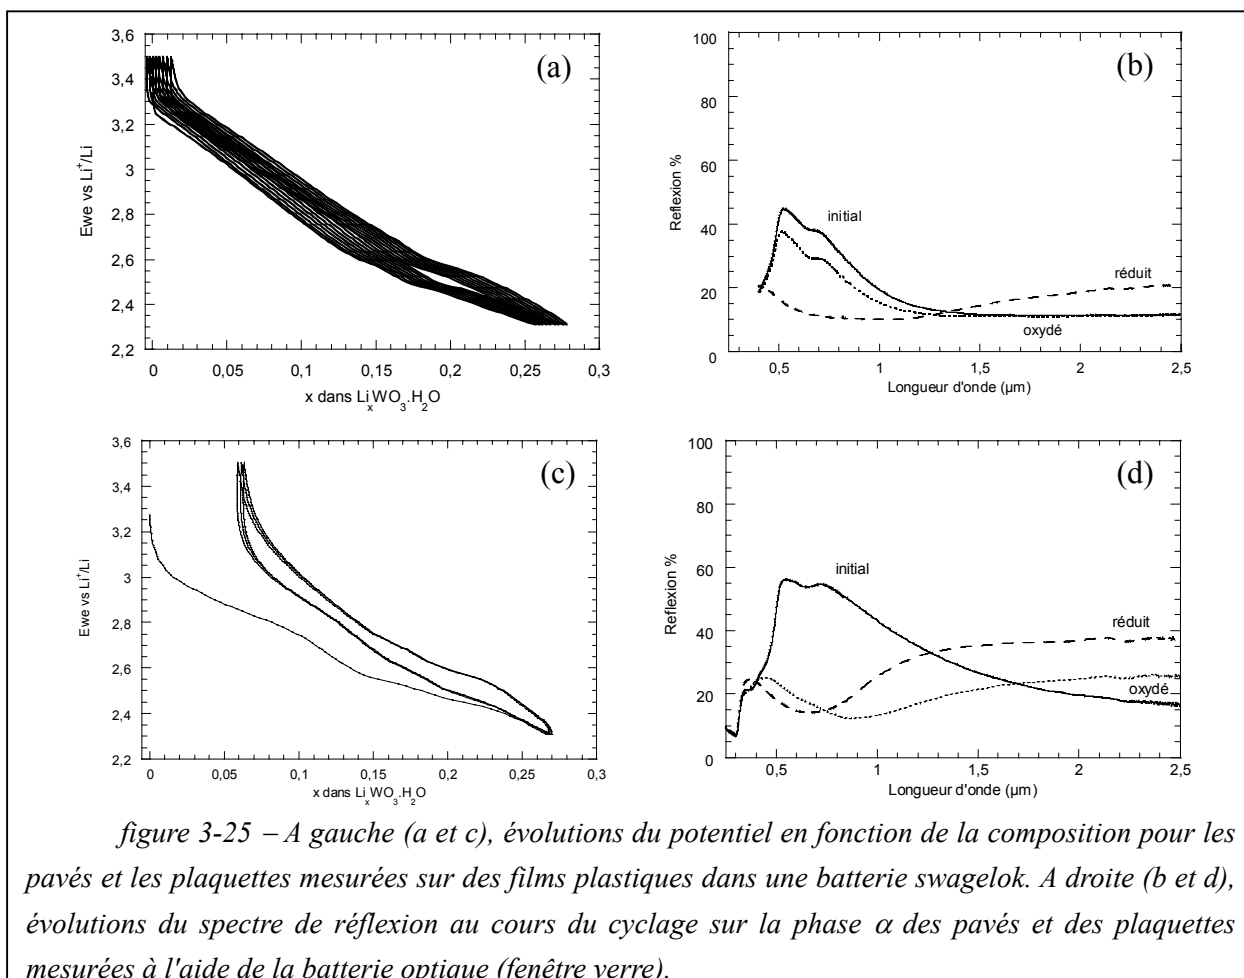 3,6
3,4
3,2
3
2,8
2,6
2,4
2,2
Ewe vs Li+/Li
0 0,05 0,1 0,15 0,2 0,25 0,3
x dans LixWO3.H2O
(a)
100
80
60
40
20
0
Reflexion %
initial
réduit
oxydé
0,5 1 1,5 2 2,5
Longueur d'onde (µm)
(b)
3,6
3,4
3,2
3
2,8
2,6
2,4
2,2
Ewe vs Li+/Li
0 0,05 0,1 0,15 0,2 0,25 0,3
x dans LixWO3.H2O
(c)
100
80
60
40
20
0
Reflexion %
initial
réduit
oxydé
0,5 1 1,5 2 2,5
Longueur d'onde (µm)
(d)
figure 3-25 – A gauche (a et c), évolutions du potentiel en fonction de la composition pour les
pavés et les plaquettes mesurées sur des films plastiques dans une batterie swagelok. A droite (b et d),
évolutions du spectre de réflexion au cours du cyclage sur la phase α des pavés et des plaquettes
mesurées à l'aide de la batterie optique (fenêtre verre).